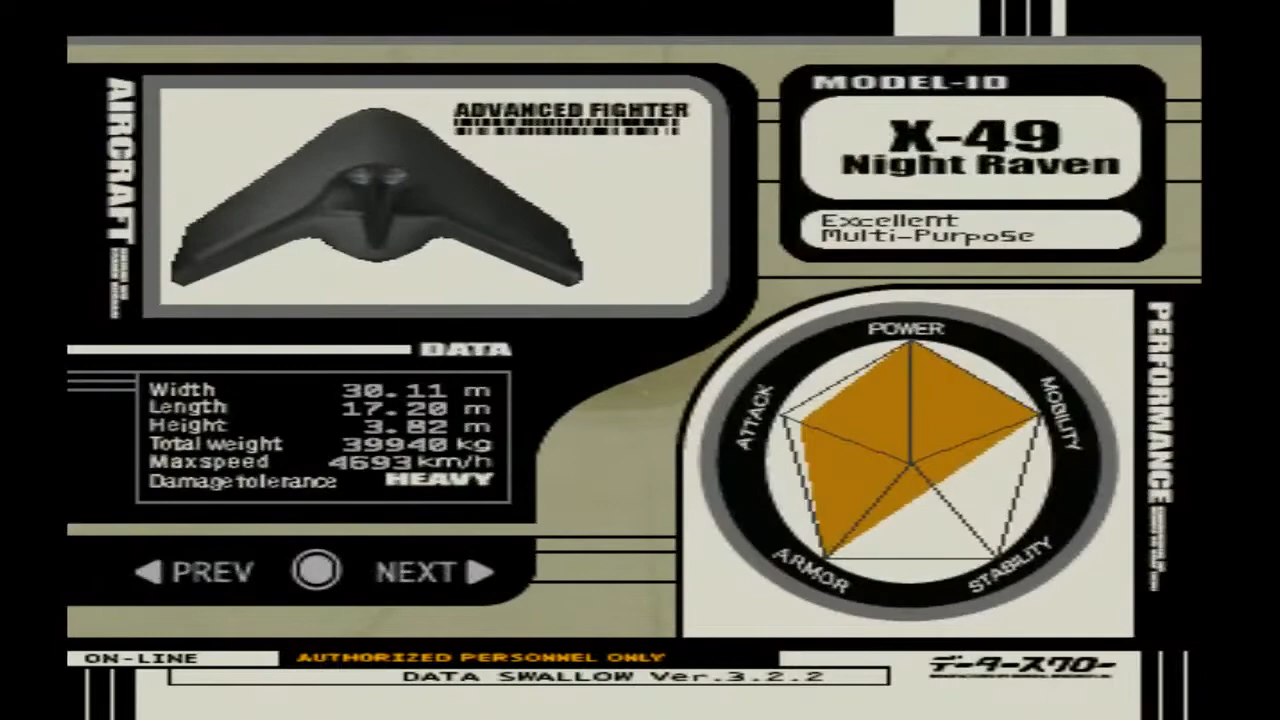 AIRCRAFT
ADVANCED FIGHTER
MODEL-ID
X-49
Night Raven
Excellent
Multi-Purpose
DATA
Width 30.11 m
Length 17.20 m
Height 3.82 m
Total weight 39940 kg
Max speed 4693 km/h
Damage tolerance HEAVY
PERFORMANCE
POWER
MOBILITY
STABILITY
ARMOR
ATTACK
PREV
NEXT
ON-LINE
AUTHORIZED PERSONNEL ONLY
DATA SWALLOW Ver.3.2.2
データースワロー